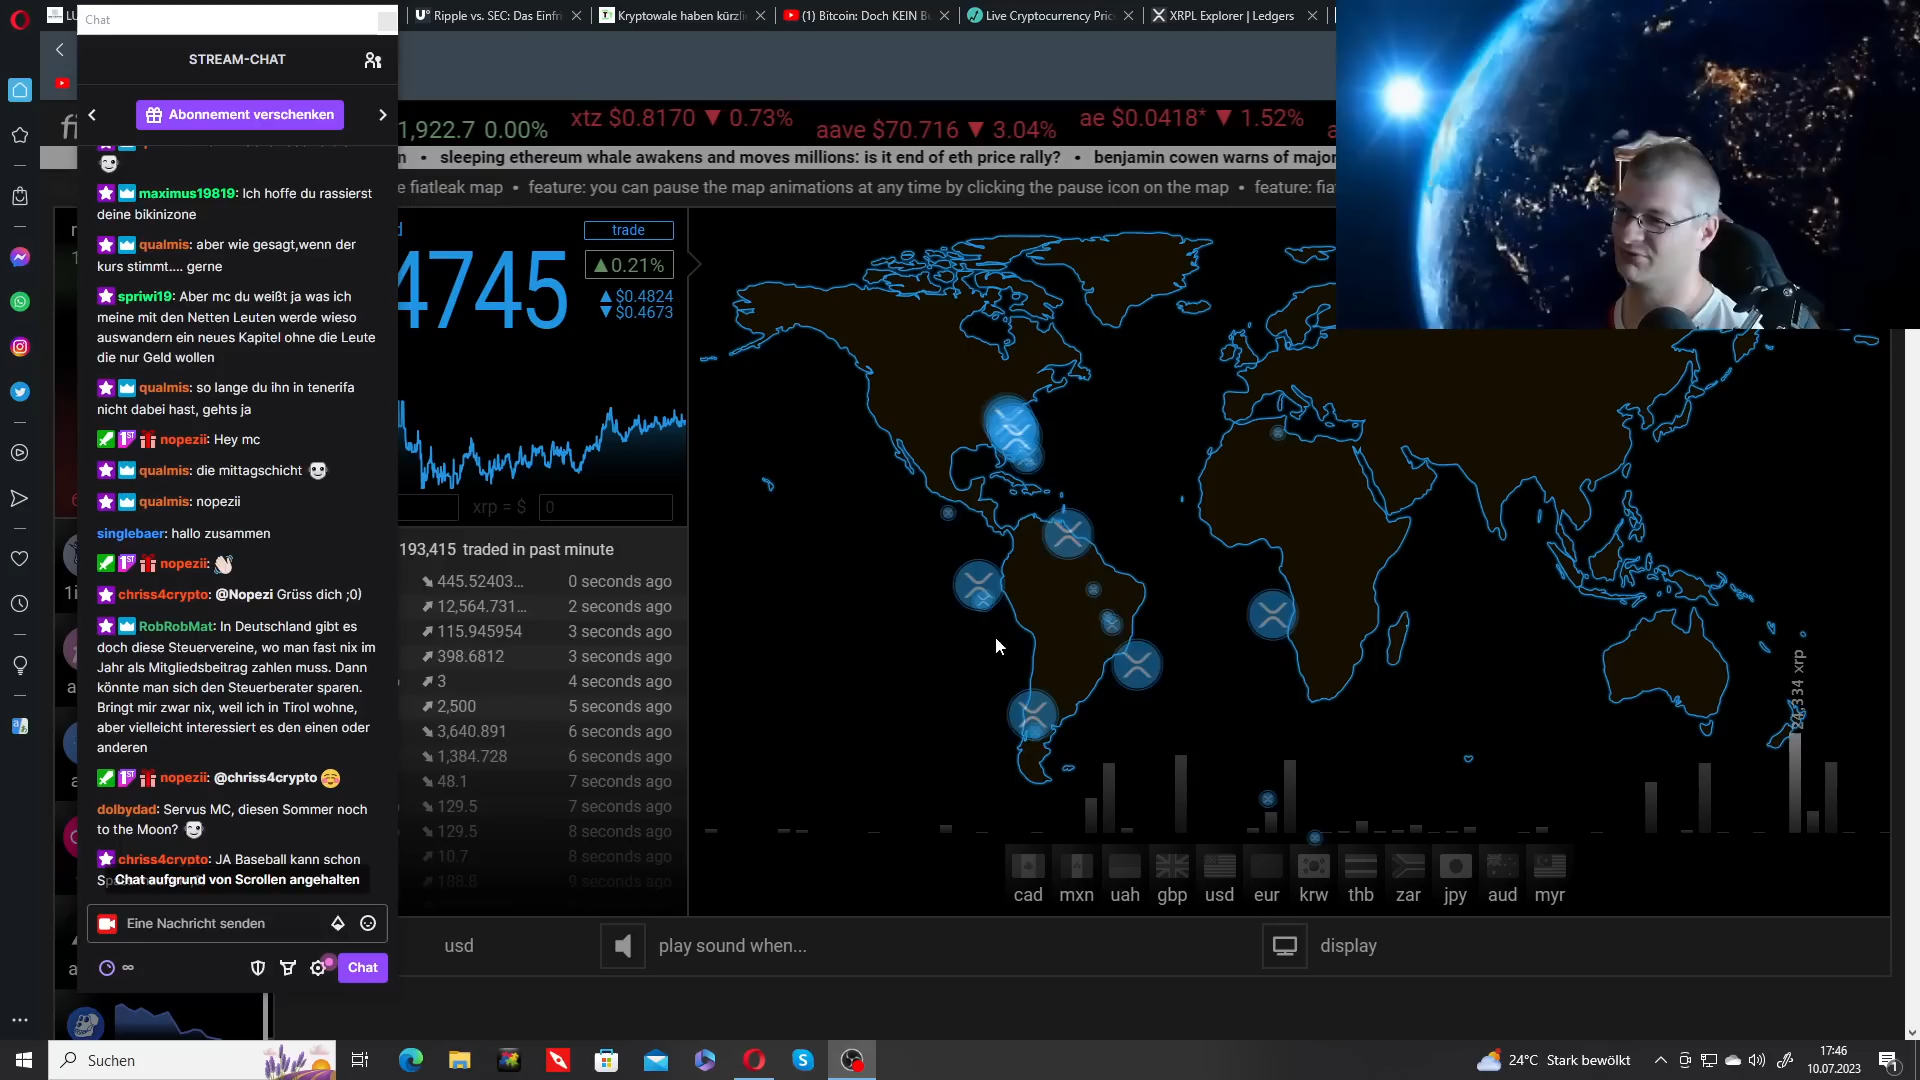 Chat
LU
Ripple vs. SEC: Das Einfr
Kryptowale haben kürzli
(1) Bitcoin: Doch KEIN B
Live Cryptocurrency Pric
XRPL Explorer | Ledgers
STREAM-CHAT
Abonnement verschenken
fi
1,922.7 0.00%
xtz $0.8170 ▼ 0.73%
aave $70.716 ▼ 3.04%
ae $0.0418* ▼ 1.52%
n • sleeping ethereum whale awakens and moves millions: is it end of eth price rally? • benjamin cowen warns of major
e fiatleak map • feature: you can pause the map animations at any time by clicking the pause icon on the map • feature: fia
maximus19819: Ich hoffe du rassierst
deine bikinizone
qualmis: aber wie gesagt,wenn der
kurs stimmt.... gerne
spriwi19: Aber mc du weißt ja was ich
meine mit den Netten Leuten werde wieso
auswandern ein neues Kapitel ohne die Leute
die nur Geld wollen
qualmis: so lange du ihn in tenerifa
nicht dabei hast, gehts ja
nopezii: Hey mc
qualmis: die mittagschicht
qualmis: nopezii
singlebaer: hallo zusammen
nopezii:
chriss4crypto: @Nopezi Grüss dich ;0)
RobRobMat: In Deutschland gibt es
doch diese Steuervereine, wo man fast nix im
Jahr als Mitgliedsbeitrag zahlen muss. Dann
könnte man sich den Steuerberater sparen.
Bringt mir zwar nix, weil ich in Tirol wohne,
aber vielleicht interessiert es den einen oder
anderen
nopezii: @chriss4crypto
dolbydad: Servus MC, diesen Sommer noch
to the Moon?
chriss4crypto: JA Baseball kann schon
Chat aufgrund von Scrollen angehalten
Eine Nachricht senden
∞
Chat
d
trade
4745
▲0.21%
▲ $0.4824
▼ $0.4673
xrp = $ 0
193,415 traded in past minute
445.52403... 0 seconds ago
12,564.731... 2 seconds ago
115.945954 3 seconds ago
398.6812 3 seconds ago
3 4 seconds ago
2,500 5 seconds ago
3,640.891 6 seconds ago
1,384.728 6 seconds ago
48.1 7 seconds ago
129.5 7 seconds ago
129.5 8 seconds ago
10.7 8 seconds ago
188.8 9 seconds ago
24,334 xrp
cad mxn uah gbp usd eur krw thb zar jpy aud myr
usd
play sound when...
display
Suchen
24°C Stark bewölkt
17:46
10.07.2023
1